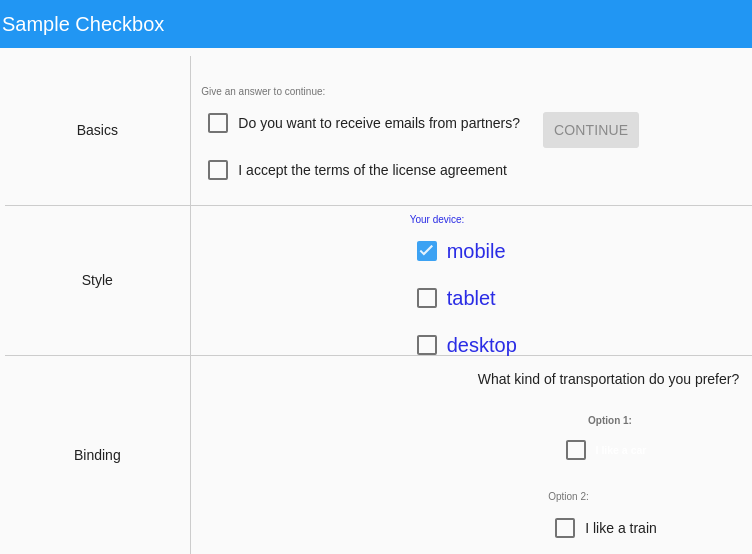 Sample Checkbox
Basics
Give an answer to continue:
Do you want to receive emails from partners?
CONTINUE
I accept the terms of the license agreement
Style
Your device:
mobile
tablet
desktop
Binding
What kind of transportation do you prefer?
Option 1:
Option 2:
I like a train